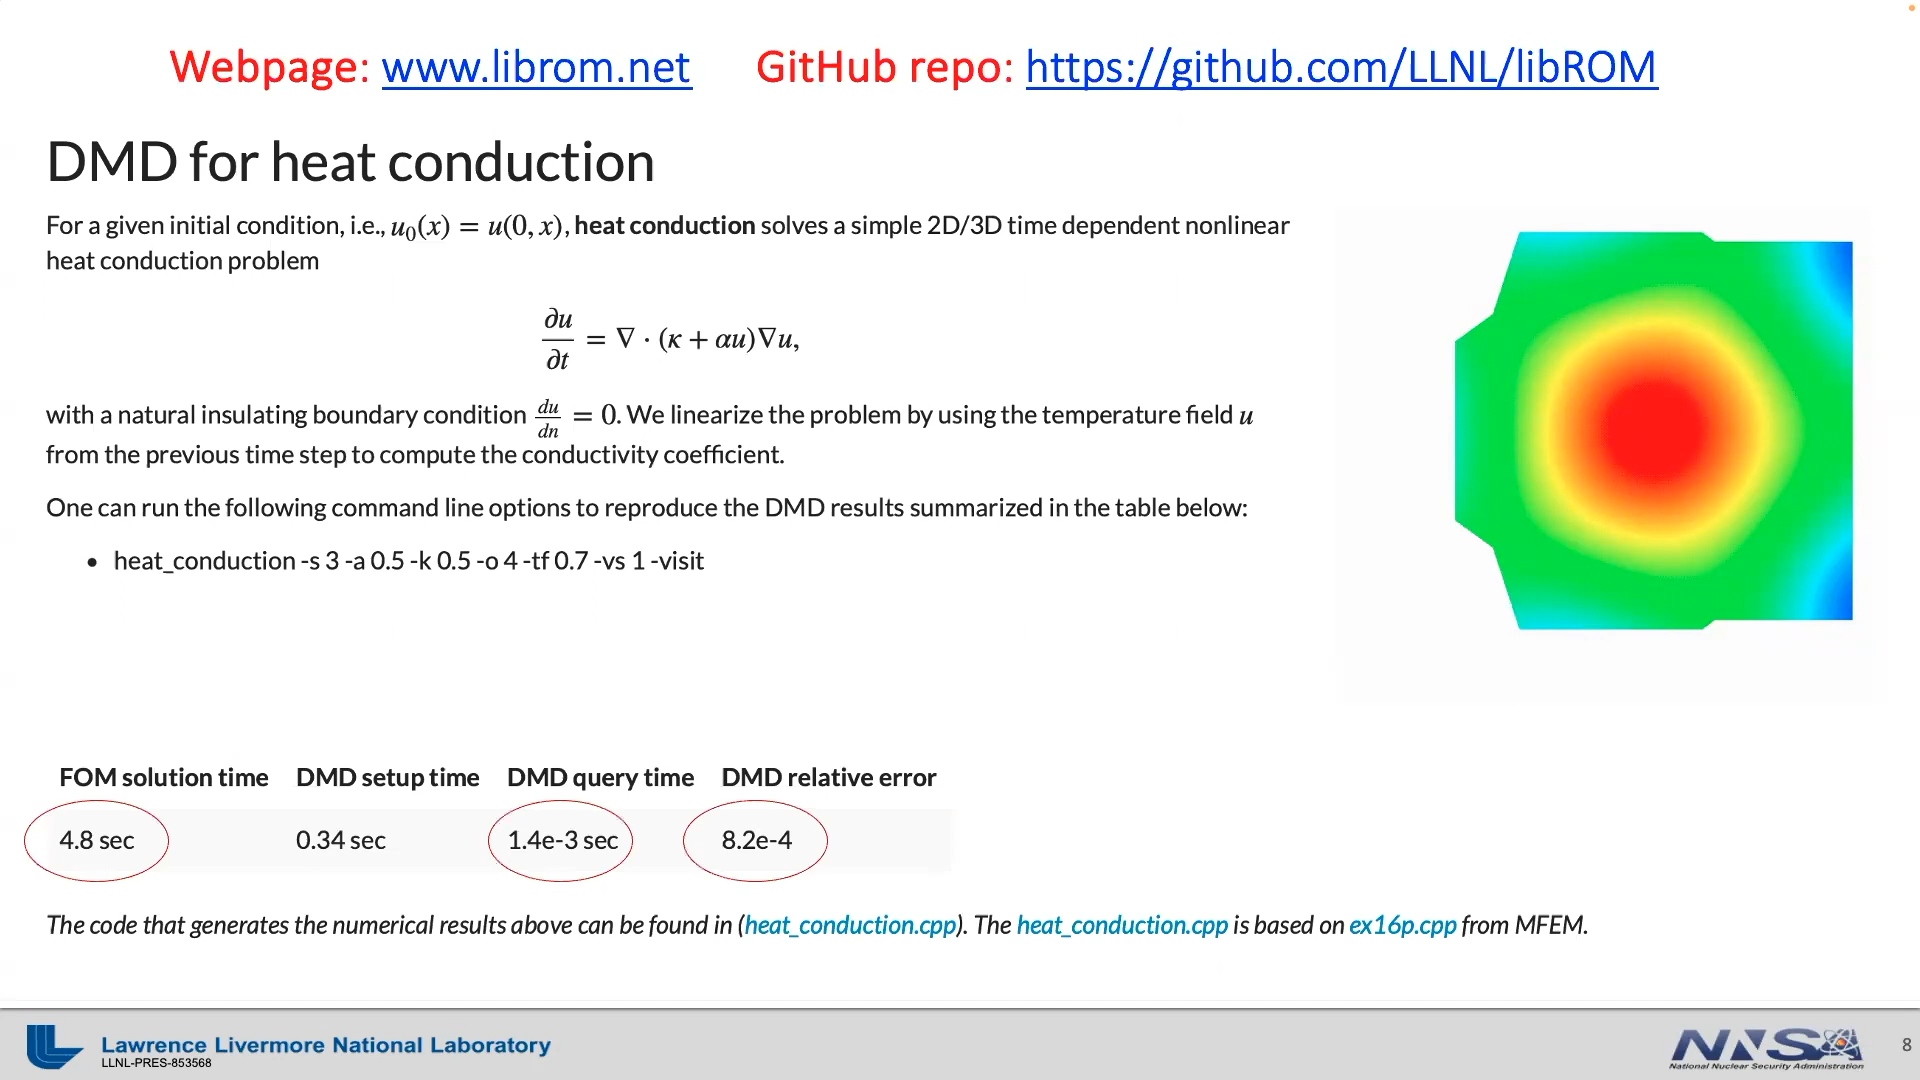 Webpage: www.librom.net GitHub repo: https://github.com/LLNL/libROM
DMD for heat conduction
For a given initial condition, i.e., u₀(x) = u(0, x), heat conduction solves a simple 2D/3D time dependent nonlinear
heat conduction problem
∂u/∂t = ∇ · (κ + αu)∇u,
with a natural insulating boundary condition du/dn = 0. We linearize the problem by using the temperature field u
from the previous time step to compute the conductivity coefficient.
One can run the following command line options to reproduce the DMD results summarized in the table below:
• heat_conduction -s 3 -a 0.5 -k 0.5 -o 4 -tf 0.7 -vs 1 -visit
FOM solution time DMD setup time DMD query time DMD relative error
4.8 sec 0.34 sec 1.4e-3 sec 8.2e-4
The code that generates the numerical results above can be found in (heat_conduction.cpp). The heat_conduction.cpp is based on ex16p.cpp from MFEM.
Lawrence Livermore National Laboratory
LLNL-PRES-853568
NNSA
National Nuclear Security Administration
8